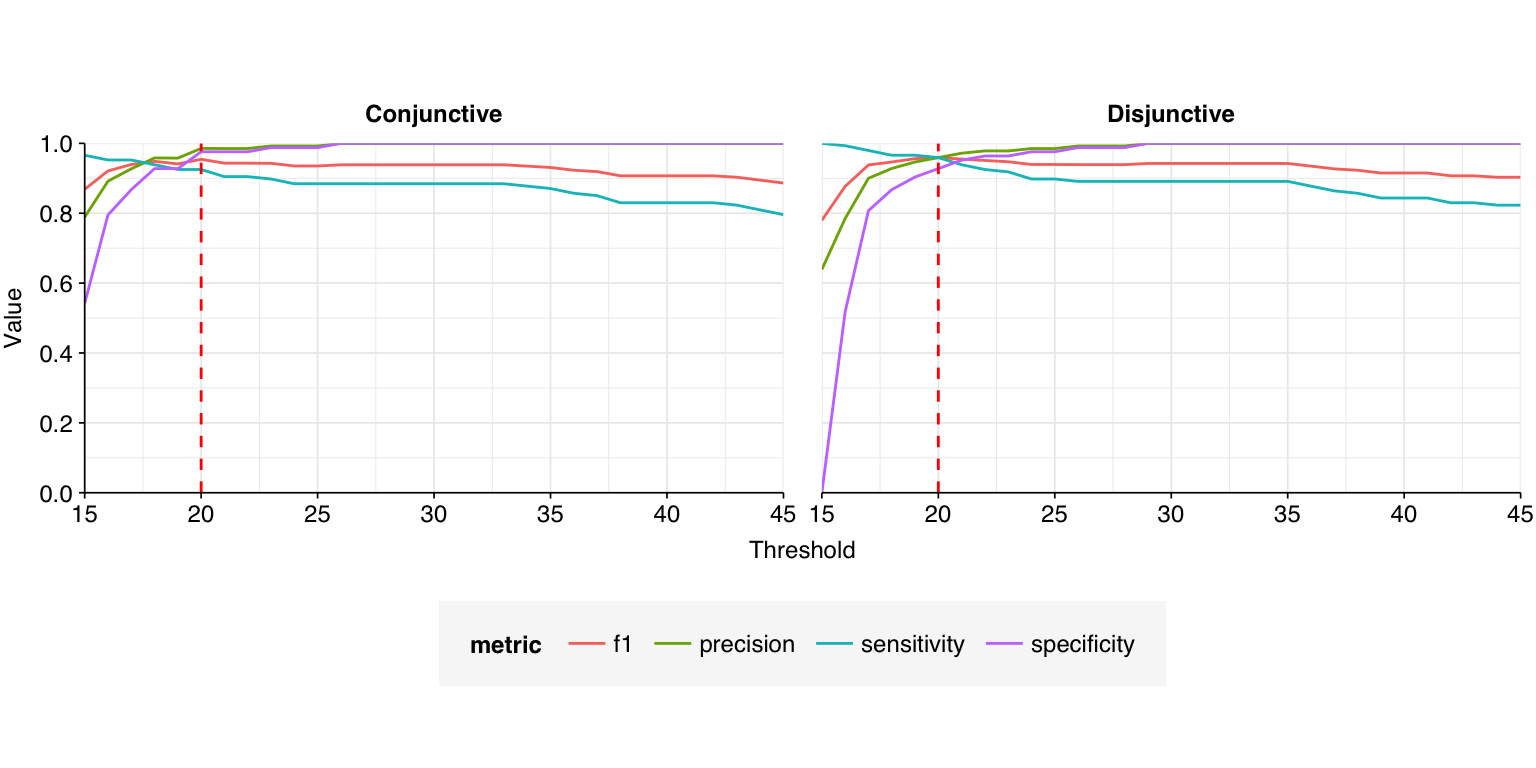 Conjunctive Disjunctive
Value
1.0
0.8
0.6
0.4
0.2
0.0
15 20 25 30 35 40 45 15 20 25 30 35 40 45
Threshold
metric f1 precision sensitivity specificity